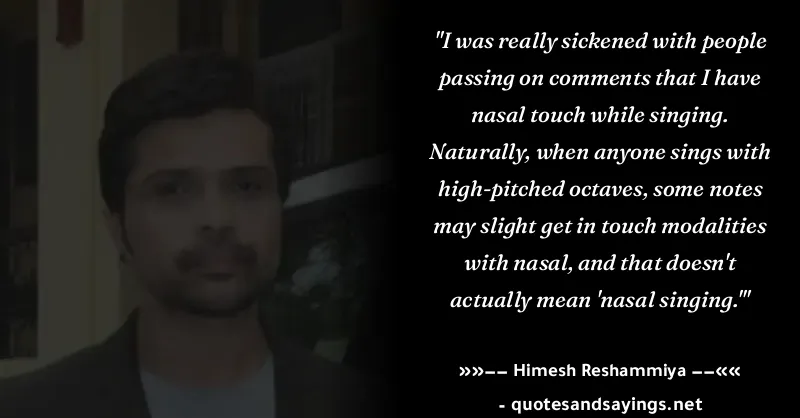 "I was really sickened with people
passing on comments that I have
nasal touch while singing.
Naturally, when anyone sings with
high-pitched octaves, some notes
may slight get in touch modalities
with nasal, and that doesn't
actually mean 'nasal singing.'"
»»–– Himesh Reshammiya ––««
- quotesandsayings.net